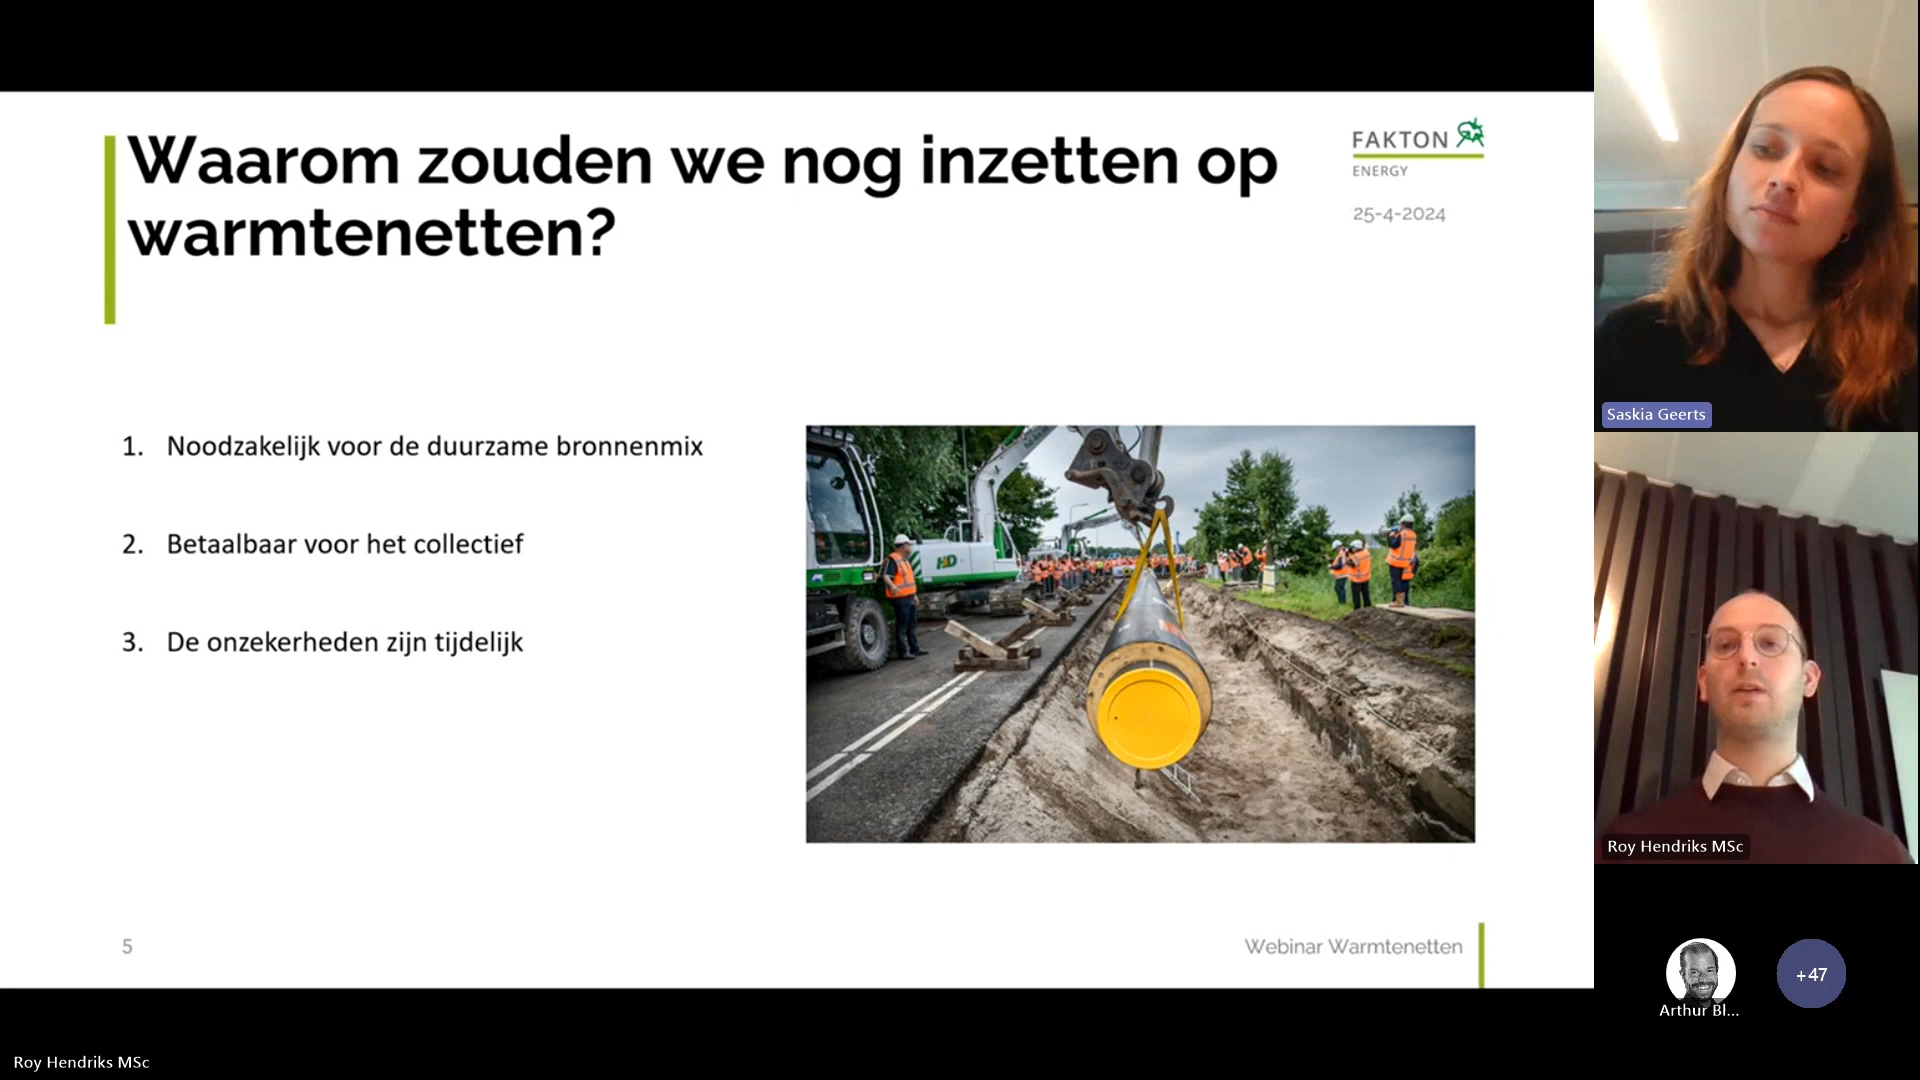 Waarom zouden we nog inzetten op
warmtenetten?
FAKTON
ENERGY
25-4-2024
1. Noodzakelijk voor de duurzame bronnenmix
2. Betaalbaar voor het collectief
3. De onzekerheden zijn tijdelijk
H&D
5
Webinar Warmtenetten
Saskia Geerts
Roy Hendriks MSc
Arthur Bl...
+47
Roy Hendriks MSc